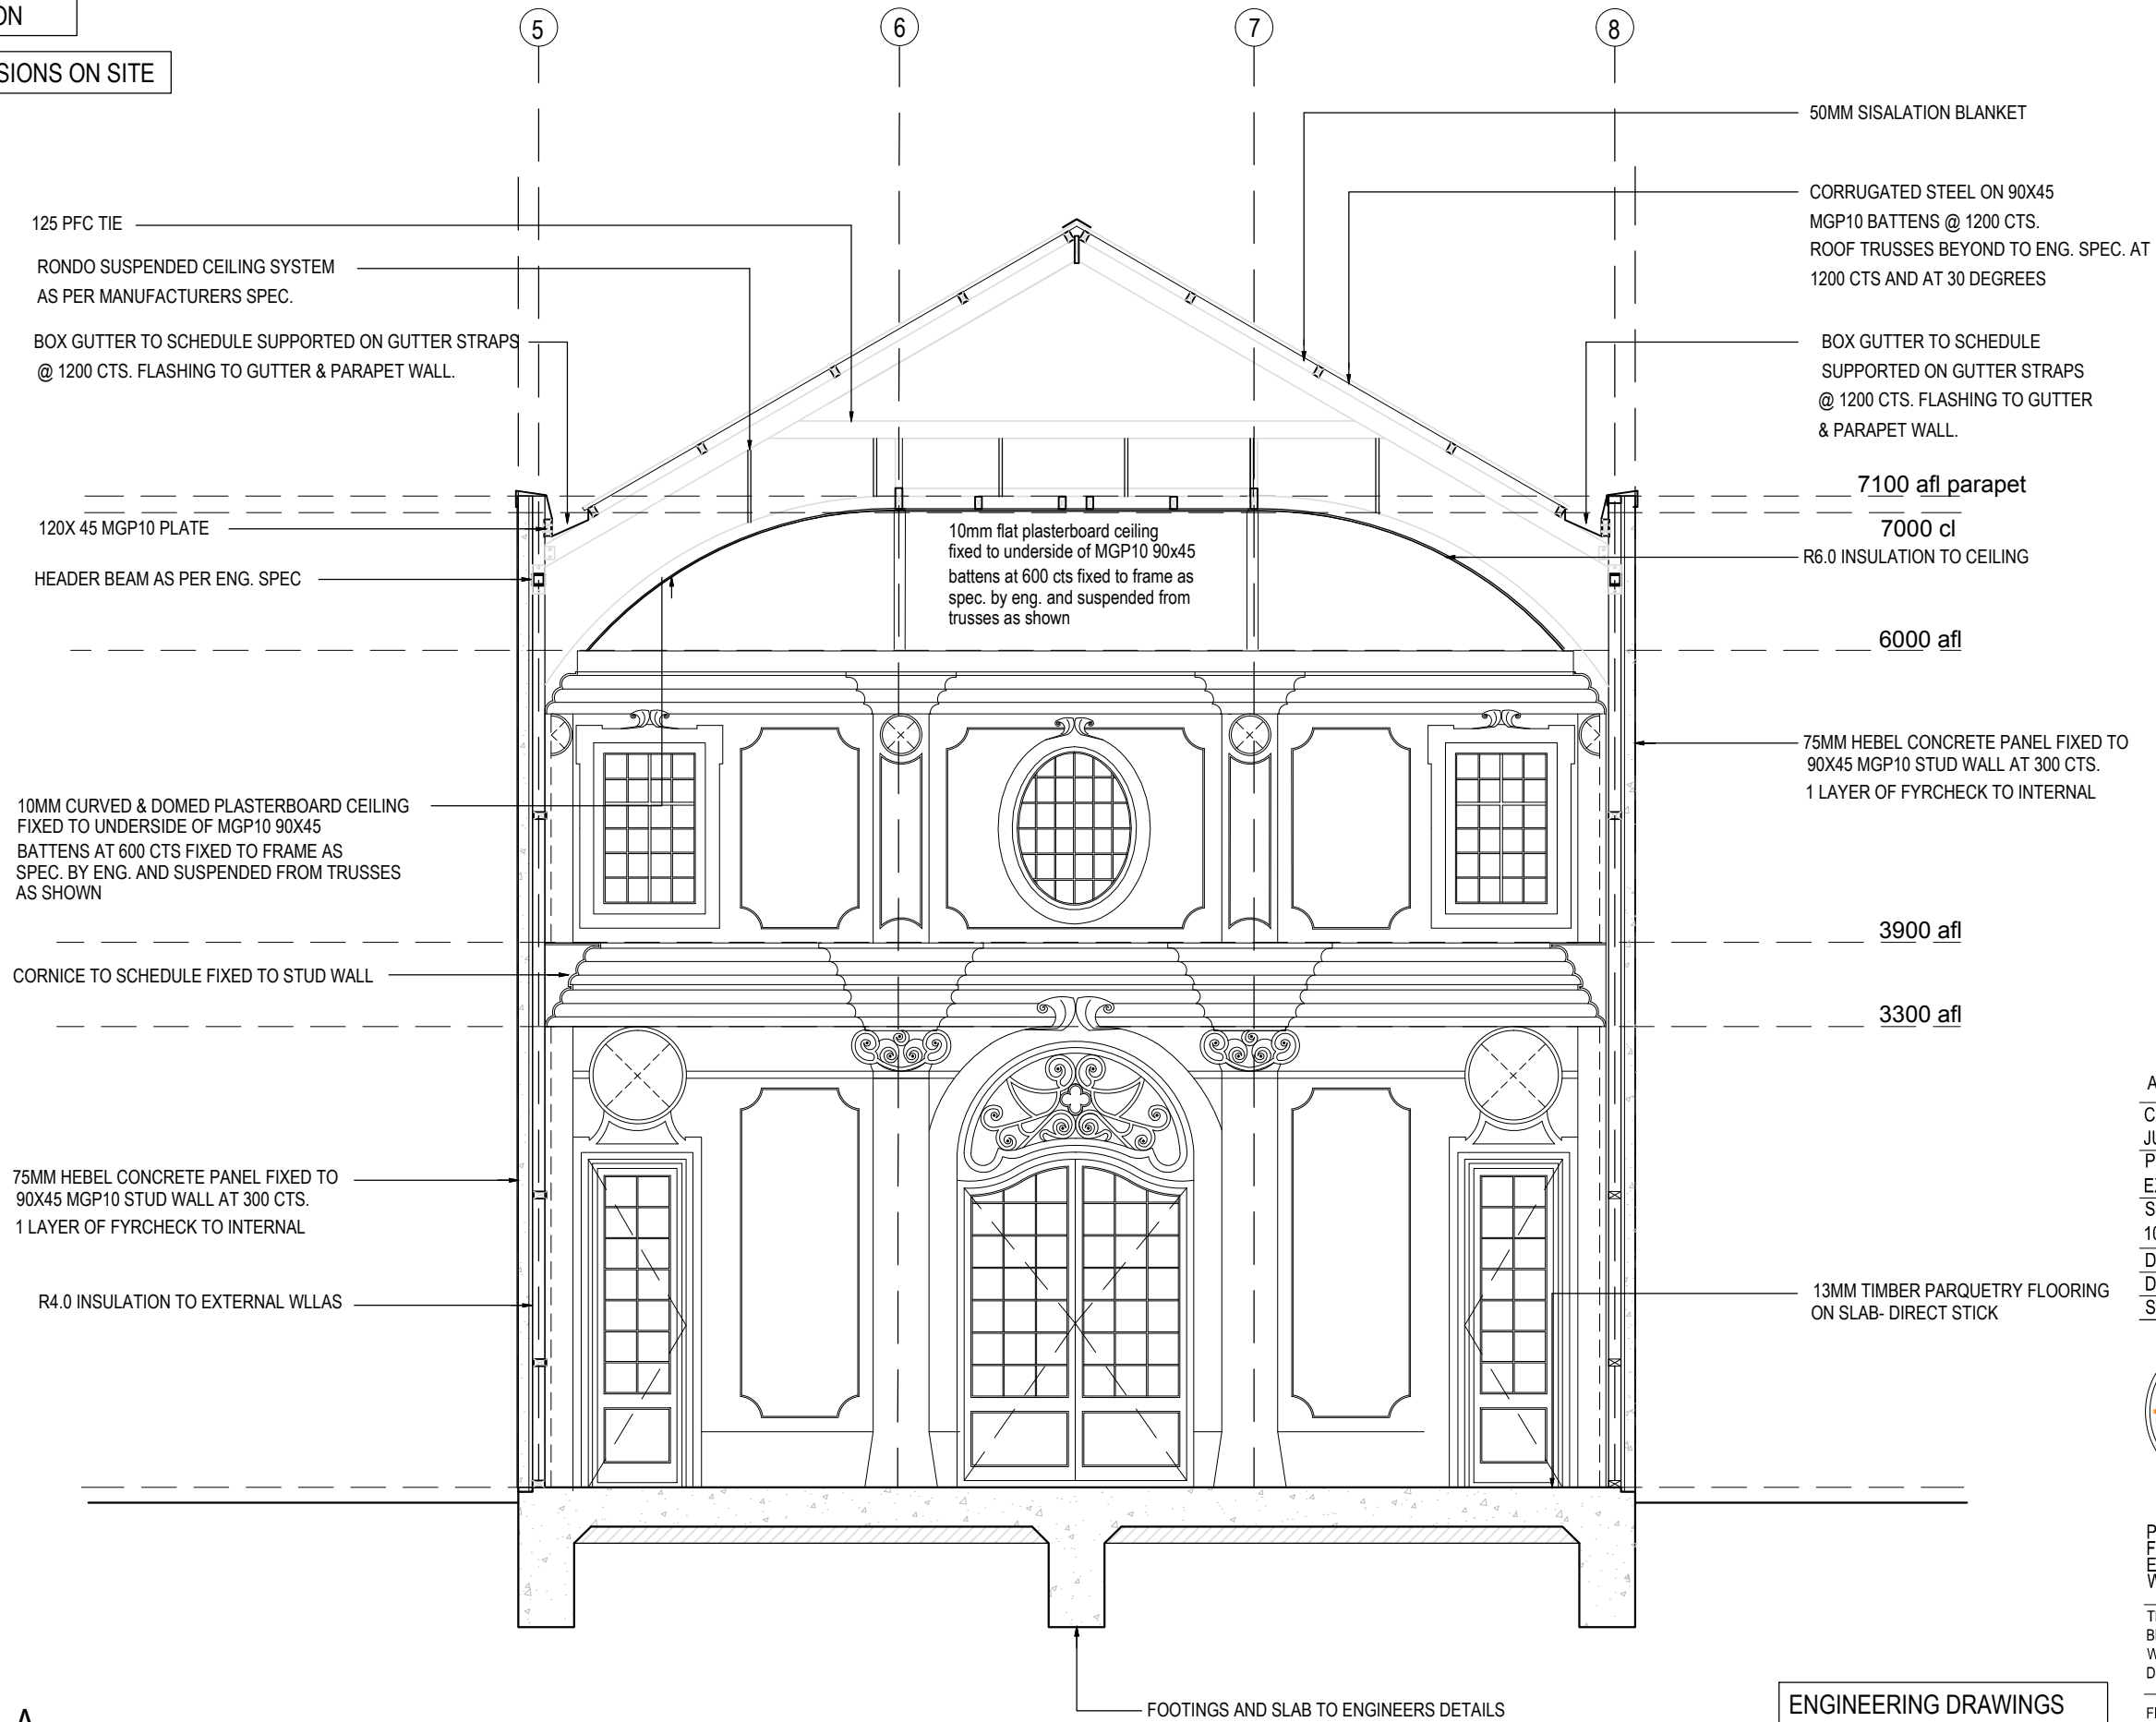 ON
SIONS ON SITE
5
6
7
8
125 PFC TIE
RONDO SUSPENDED CEILING SYSTEM
AS PER MANUFACTURERS SPEC.
BOX GUTTER TO SCHEDULE SUPPORTED ON GUTTER STRAPS
@ 1200 CTS. FLASHING TO GUTTER & PARAPET WALL.
120X 45 MGP10 PLATE
HEADER BEAM AS PER ENG. SPEC
10MM CURVED & DOMED PLASTERBOARD CEILING
FIXED TO UNDERSIDE OF MGP10 90X45
BATTENS AT 600 CTS FIXED TO FRAME AS
SPEC. BY ENG. AND SUSPENDED FROM TRUSSES
AS SHOWN
CORNICE TO SCHEDULE FIXED TO STUD WALL
75MM HEBEL CONCRETE PANEL FIXED TO
90X45 MGP10 STUD WALL AT 300 CTS.
1 LAYER OF FYRCHECK TO INTERNAL
R4.0 INSULATION TO EXTERNAL WLLAS
10mm flat plasterboard ceiling
fixed to underside of MGP10 90x45
battens at 600 cts fixed to frame as
spec. by eng. and suspended from
trusses as shown
50MM SISALATION BLANKET
CORRUGATED STEEL ON 90X45
MGP10 BATTENS @ 1200 CTS.
ROOF TRUSSES BEYOND TO ENG. SPEC. AT
1200 CTS AND AT 30 DEGREES
BOX GUTTER TO SCHEDULE
SUPPORTED ON GUTTER STRAPS
@ 1200 CTS. FLASHING TO GUTTER
& PARAPET WALL.
7100 afl parapet
7000 cl
R6.0 INSULATION TO CEILING
6000 afl
75MM HEBEL CONCRETE PANEL FIXED TO
90X45 MGP10 STUD WALL AT 300 CTS.
1 LAYER OF FYRCHECK TO INTERNAL
3900 afl
3300 afl
13MM TIMBER PARQUETRY FLOORING
ON SLAB- DIRECT STICK
FOOTINGS AND SLAB TO ENGINEERS DETAILS
ENGINEERING DRAWINGS